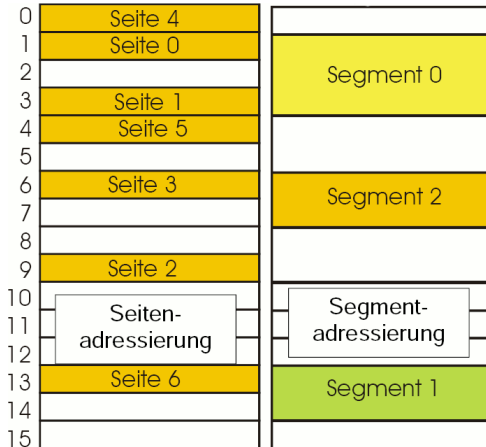 0 Seite 4
1 Seite 0
2
3 Seite 1
4 Seite 5
5
6 Seite 3
7
8
9 Seite 2
10
11
12
13 Seite 6
14
15
Seiten-
adressierung
Segment 0
Segment 2
Segment-
adressierung
Segment 1